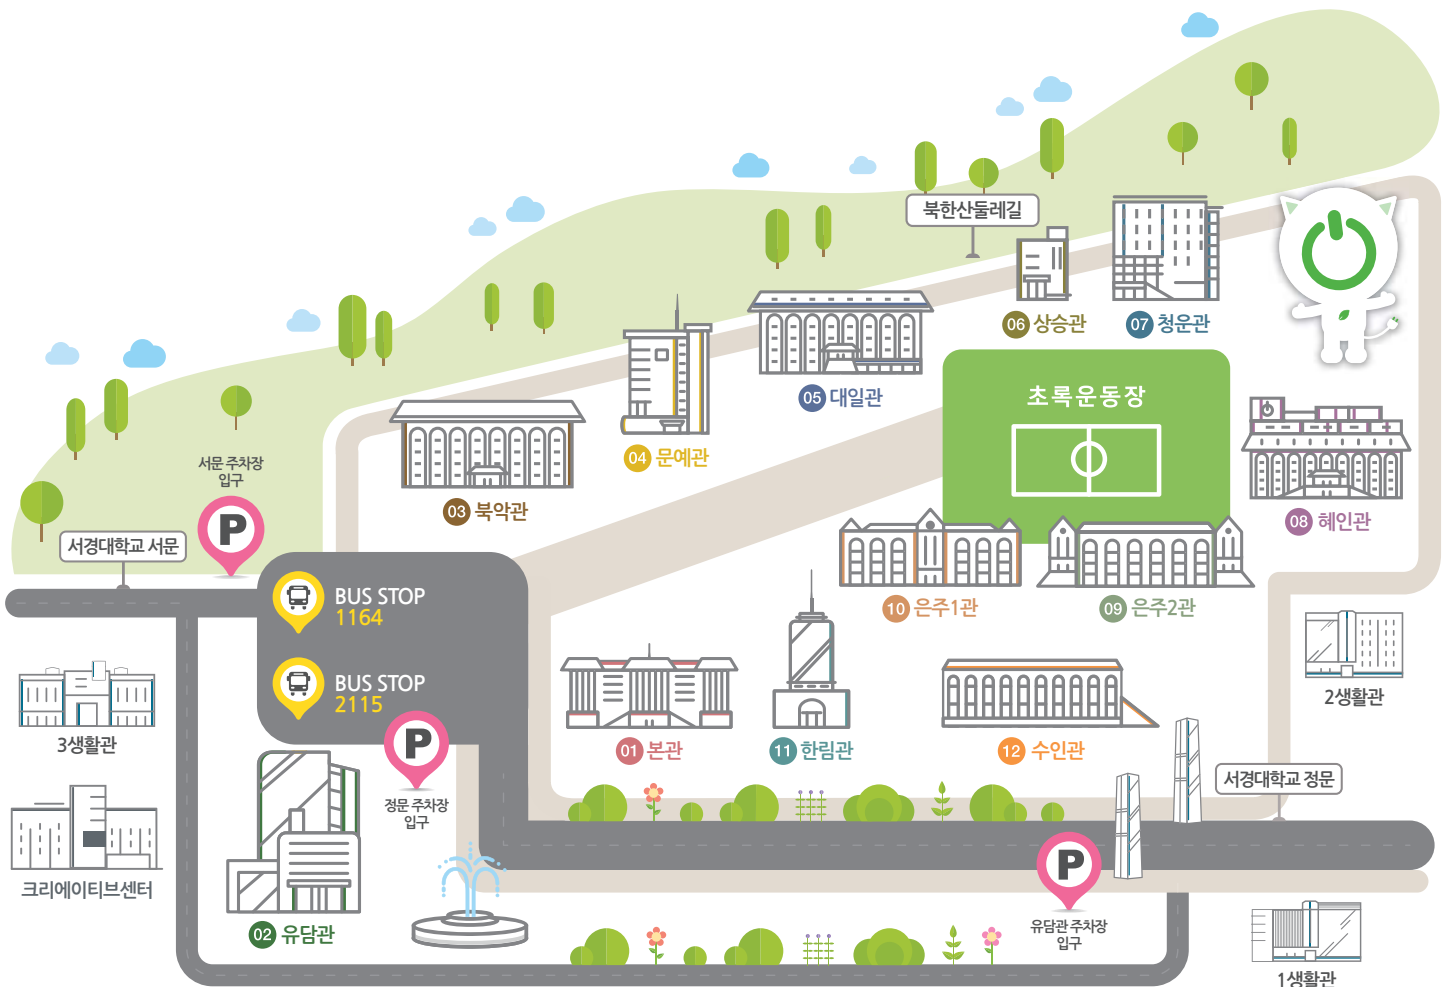 북한산둘레길
06 상승관
07 청운관
05 대일관
초록운동장
04 문예관
서문 주차장
입구
P
03 북악관
08 혜인관
서경대학교 서문
BUS STOP
1164
10 은주1관
09 은주2관
BUS STOP
2115
P
정문 주차장
입구
3생활관
01 본관
11 한림관
12 수인관
2생활관
서경대학교 정문
크리에이티브센터
02 유담관
P
유담관 주차장
입구
1생활관